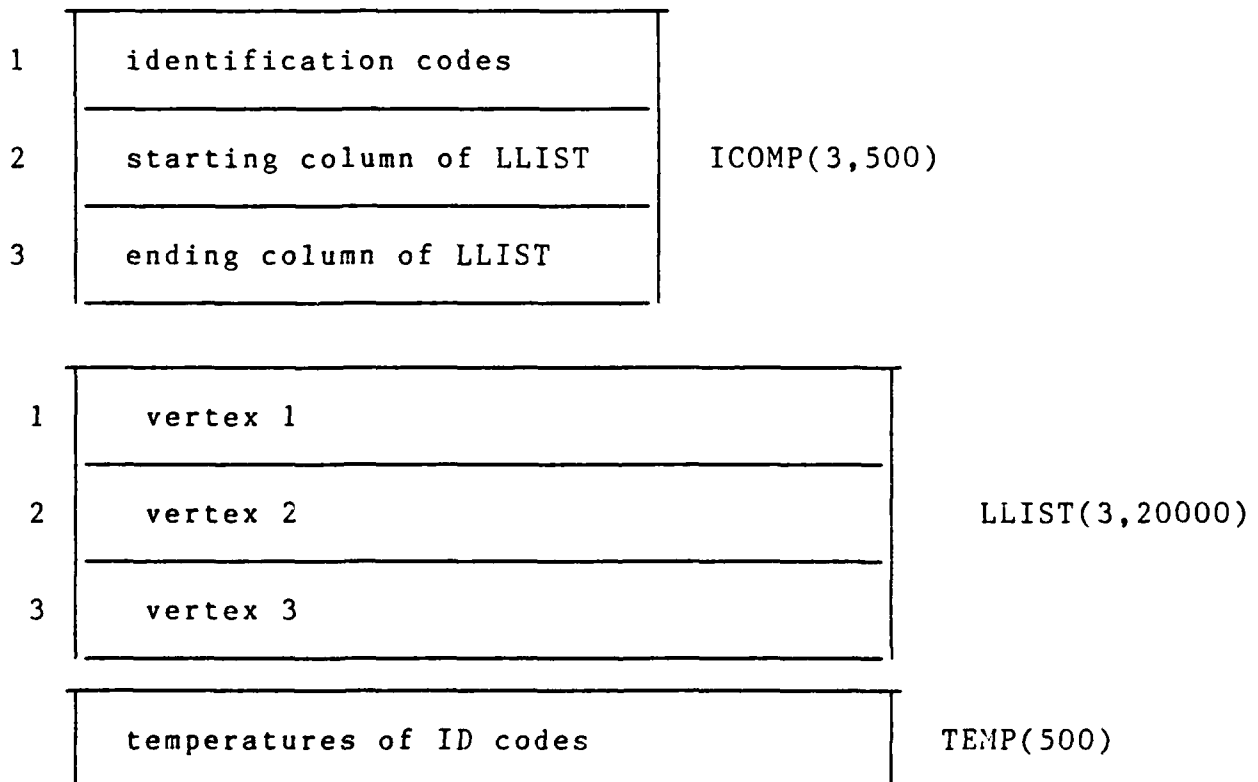 1 identification codes
2 starting column of LLIST ICOMP(3,500)
3 ending column of LLIST
1 vertex 1
2 vertex 2 LLIST(3,20000)
3 vertex 3
temperatures of ID codes TEMP(500)